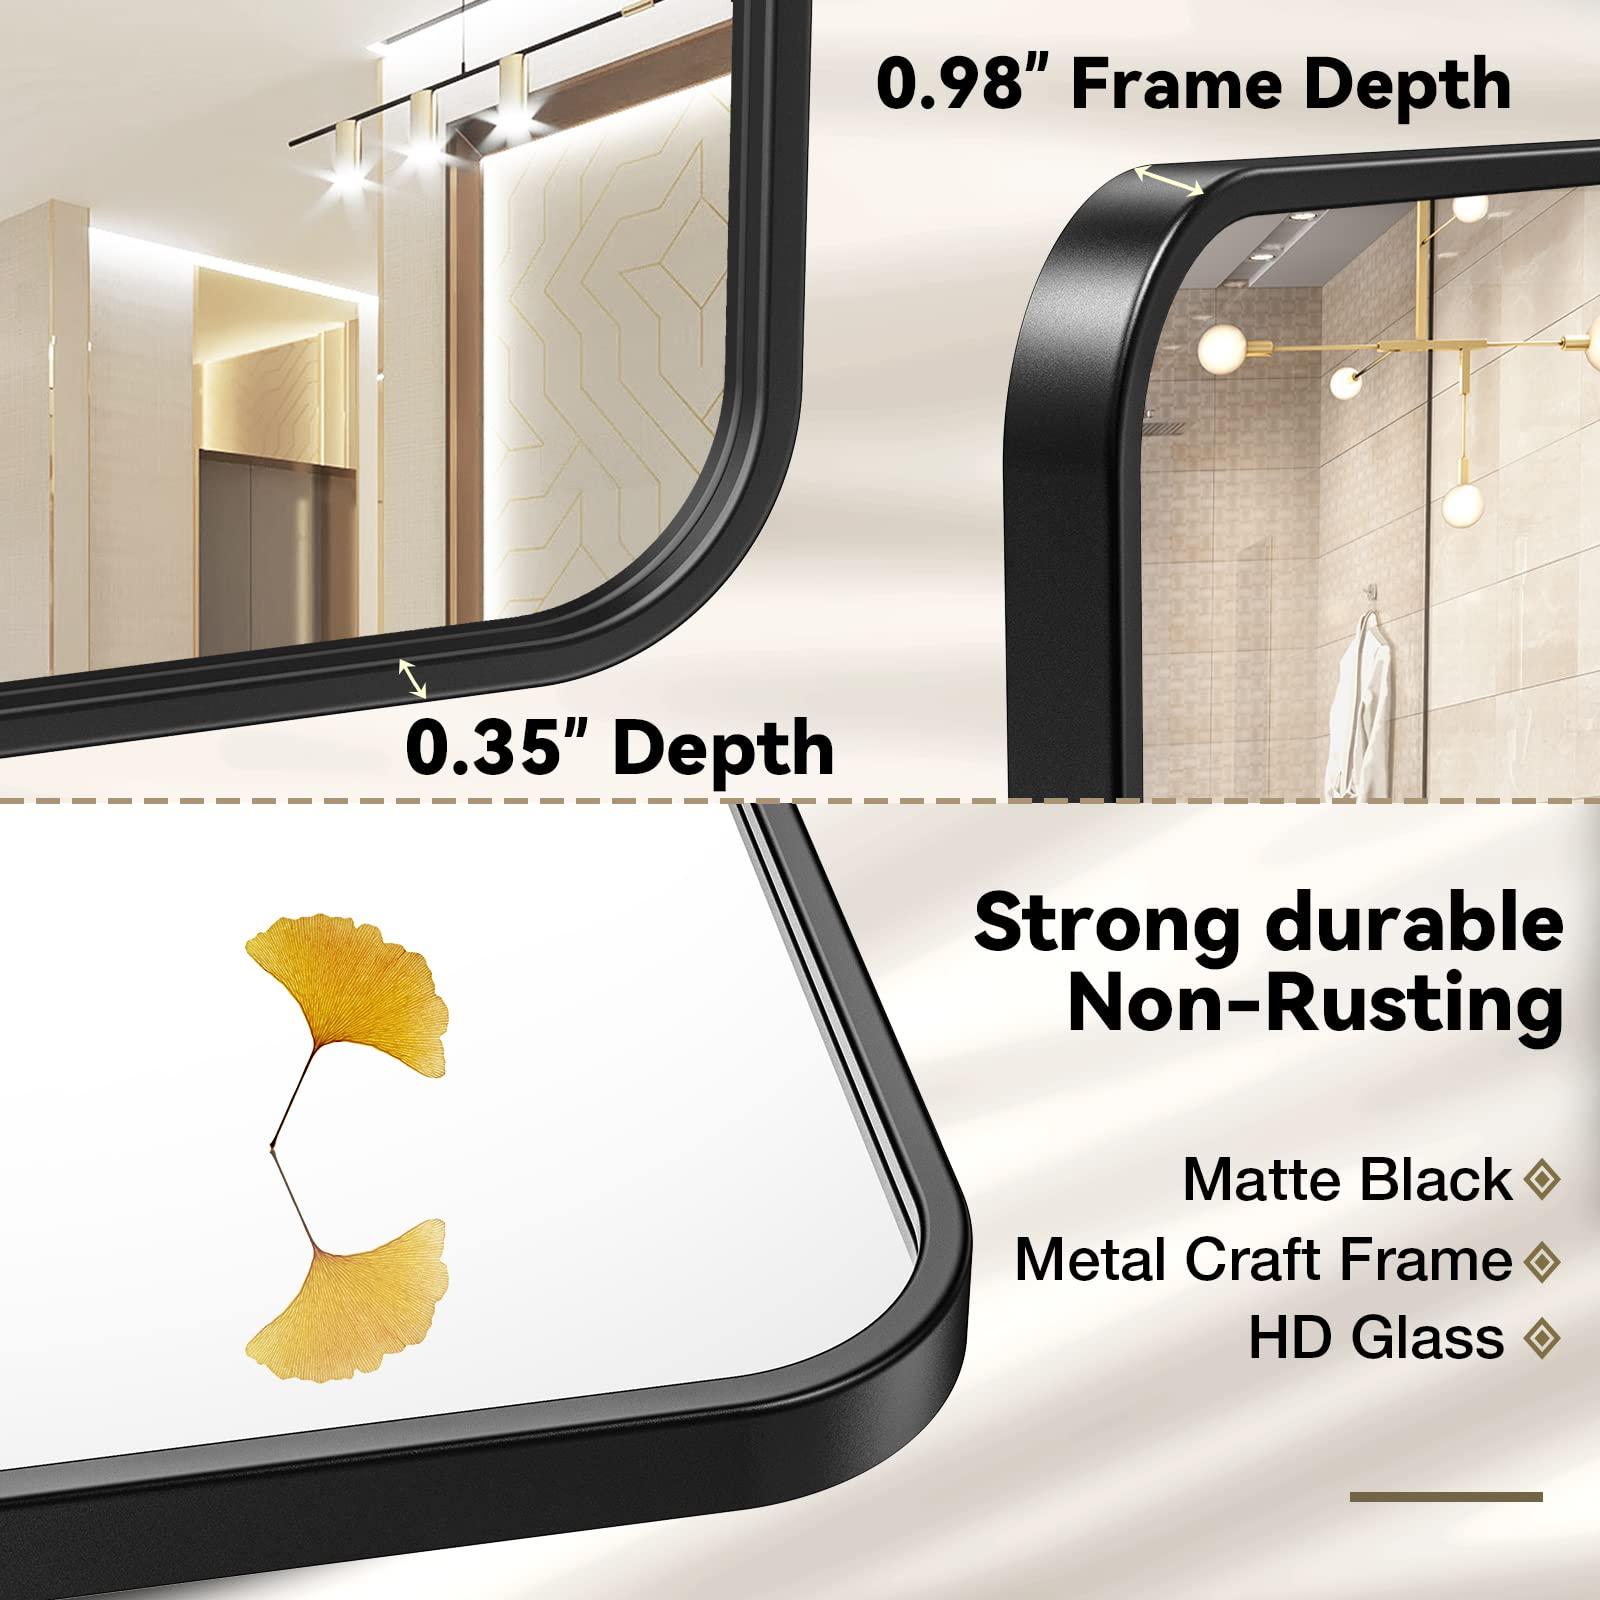 0.98" Frame Depth
0.35" Depth
Strong durable
Non-Rusting
Matte Black
Metal Craft Frame
HD Glass